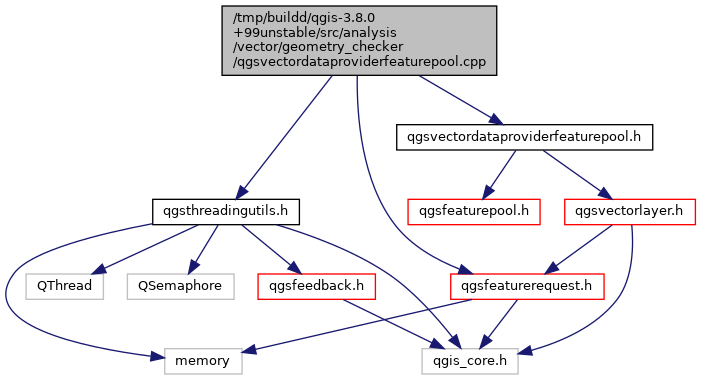 /tmp/buildd/qgis-3.8.0
+99unstable/src/analysis
/vector/geometry_checker
/qgsvectordataproviderfeaturepool.cpp
qgsvectordataproviderfeaturepool.h
qgsthreadingutils.h
qgsfeaturepool.h
qgsvectorlayer.h
QThread
QSemaphore
qgsfeedback.h
qgsfeaturerequest.h
memory
qgis_core.h